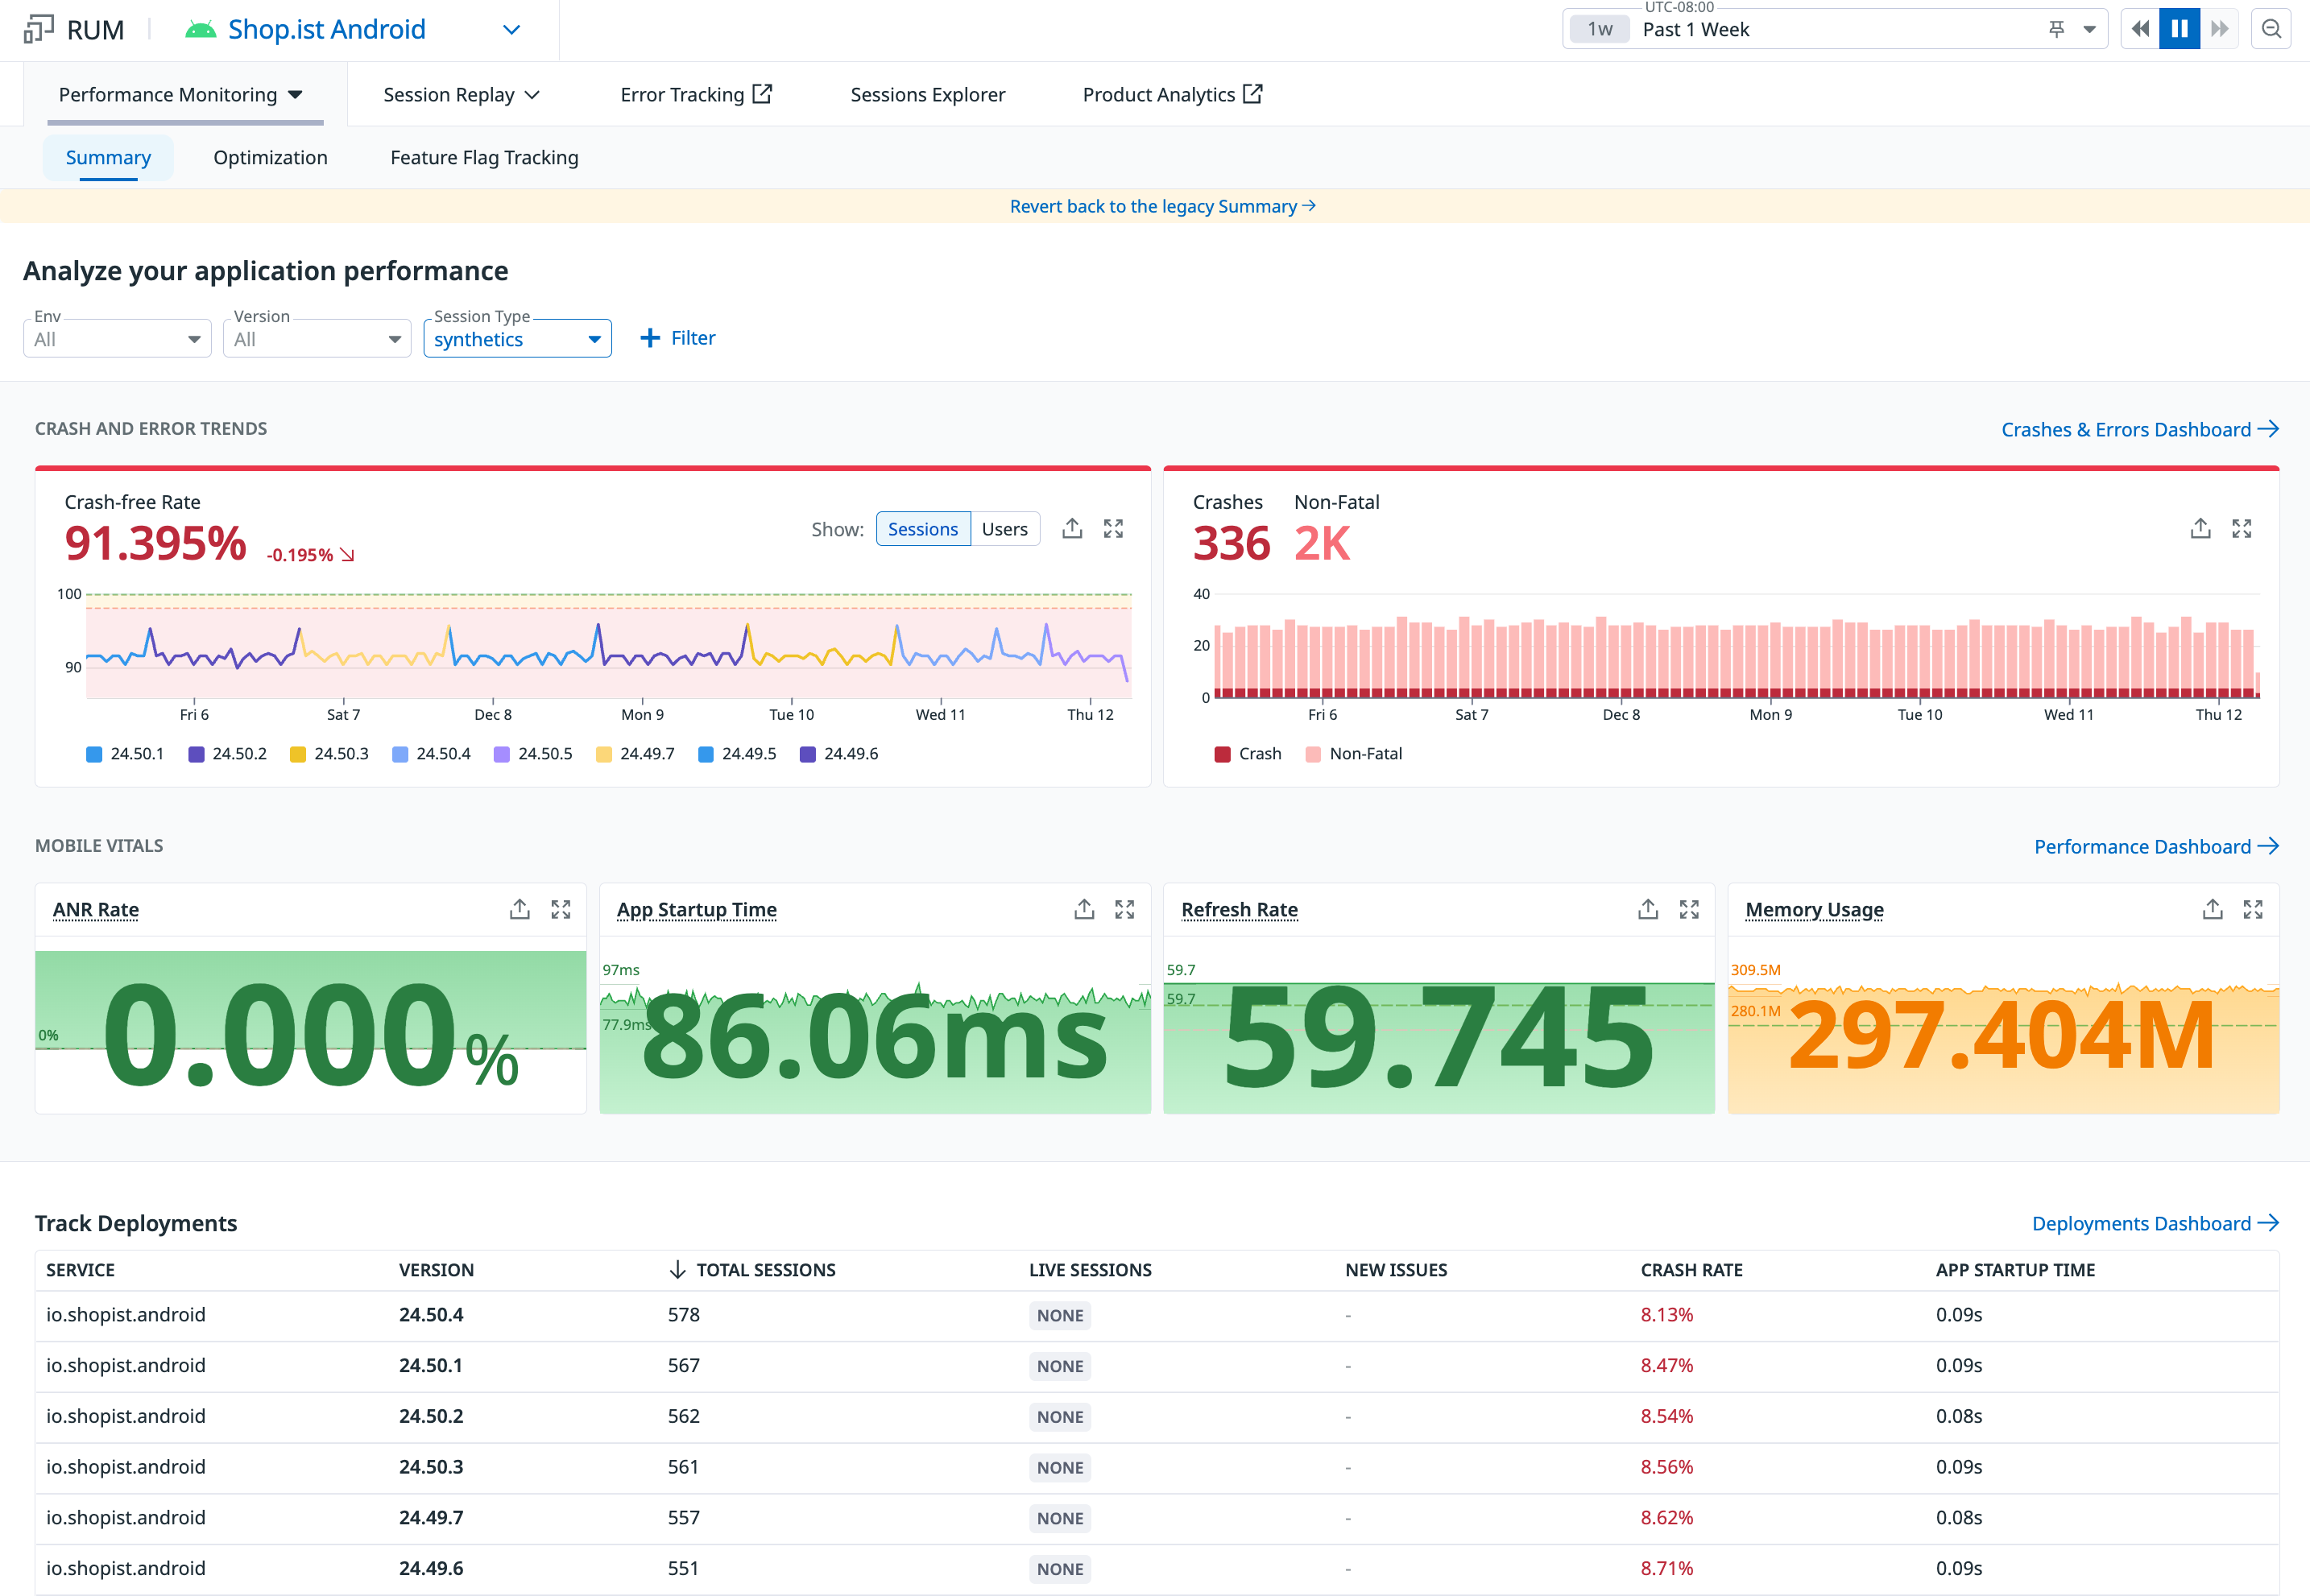 RUM
Shop.ist Android
UTC-08:00
1w Past 1 Week
Performance Monitoring
Session Replay
Error Tracking
Sessions Explorer
Product Analytics
Summary
Optimization
Feature Flag Tracking
Revert back to the legacy Summary
Analyze your application performance
Env
All
Version
All
Session Type
synthetics
Filter
CRASH AND ERROR TRENDS
Crashes & Errors Dashboard
Crash-free Rate
91.395% -0.195%
Show: Sessions Users
100
90
Fri 6 Sat 7 Dec 8 Mon 9 Tue 10 Wed 11 Thu 12
24.50.1 24.50.2 24.50.3 24.50.4 24.50.5 24.49.7 24.49.5 24.49.6
Crashes Non-Fatal
336 2K
40
20
0
Fri 6 Sat 7 Dec 8 Mon 9 Tue 10 Wed 11 Thu 12
Crash Non-Fatal
MOBILE VITALS
Performance Dashboard
ANR Rate
0%
0.000%
App Startup Time
97ms
77.9ms
86.06ms
Refresh Rate
59.7
59.7
59.745
Memory Usage
309.5M
280.1M
297.404M
Track Deployments
Deployments Dashboard
SERVICE VERSION TOTAL SESSIONS LIVE SESSIONS NEW ISSUES CRASH RATE APP STARTUP TIME
io.shopist.android 24.50.4 578 NONE - 8.13% 0.09s
io.shopist.android 24.50.1 567 NONE - 8.47% 0.09s
io.shopist.android 24.50.2 562 NONE - 8.54% 0.08s
io.shopist.android 24.50.3 561 NONE - 8.56% 0.09s
io.shopist.android 24.49.7 557 NONE - 8.62% 0.08s
io.shopist.android 24.49.6 551 NONE - 8.71% 0.09s